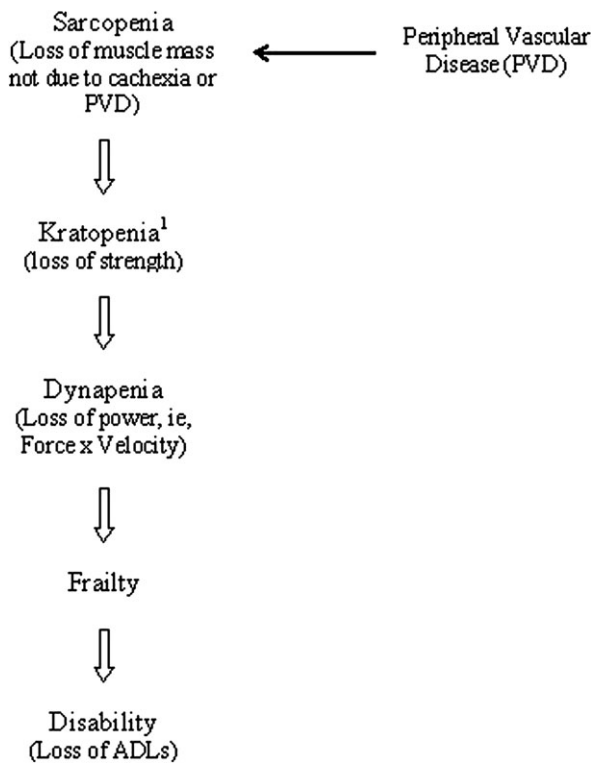 Sarcopenia
(Loss of muscle mass
not due to cachexia or
PVD)
Peripheral Vascular
Disease (PVD)
Kratopenia¹
(loss of strength)
Dynapenia
(Loss of power, ie,
Force x Velocity)
Frailty
Disability
(Loss of ADLs)